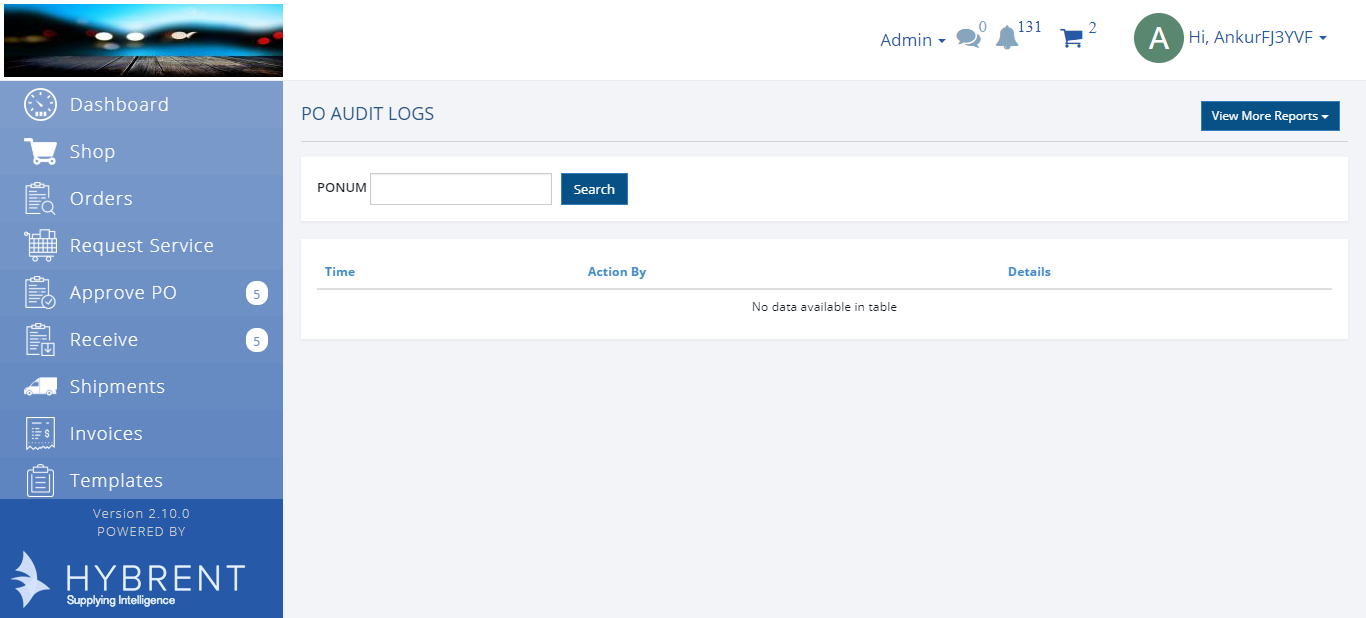 Admin 0 131 2 A Hi, AnkurFJ3YVF
Dashboard
Shop
Orders
Request Service
Approve PO 5
Receive 5
Shipments
Invoices
Templates
Version 2.10.0
POWERED BY
HYBRENT
Supplying Intelligence
PO AUDIT LOGS
View More Reports
PONUM
Search
Time Action By Details
No data available in table